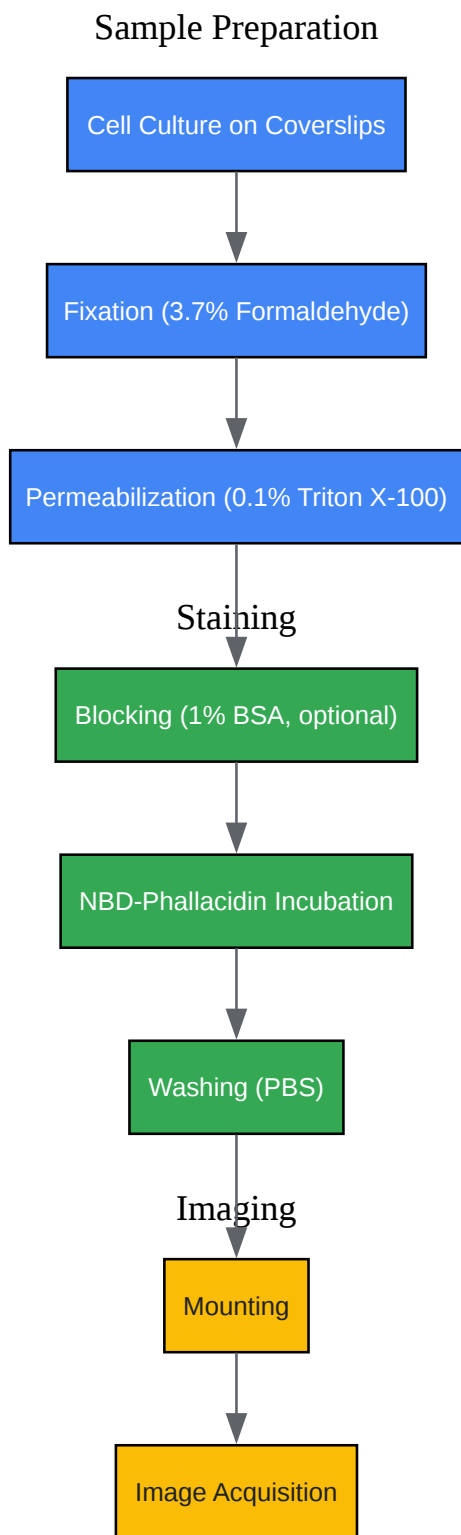 Sample Preparation
Cell Culture on Coverslips
Fixation (3.7% Formaldehyde)
Permeabilization (0.1% Triton X-100)
Staining
Blocking (1% BSA, optional)
NBD-Phallacidin Incubation
Washing (PBS)
Imaging
Mounting
Image Acquisition